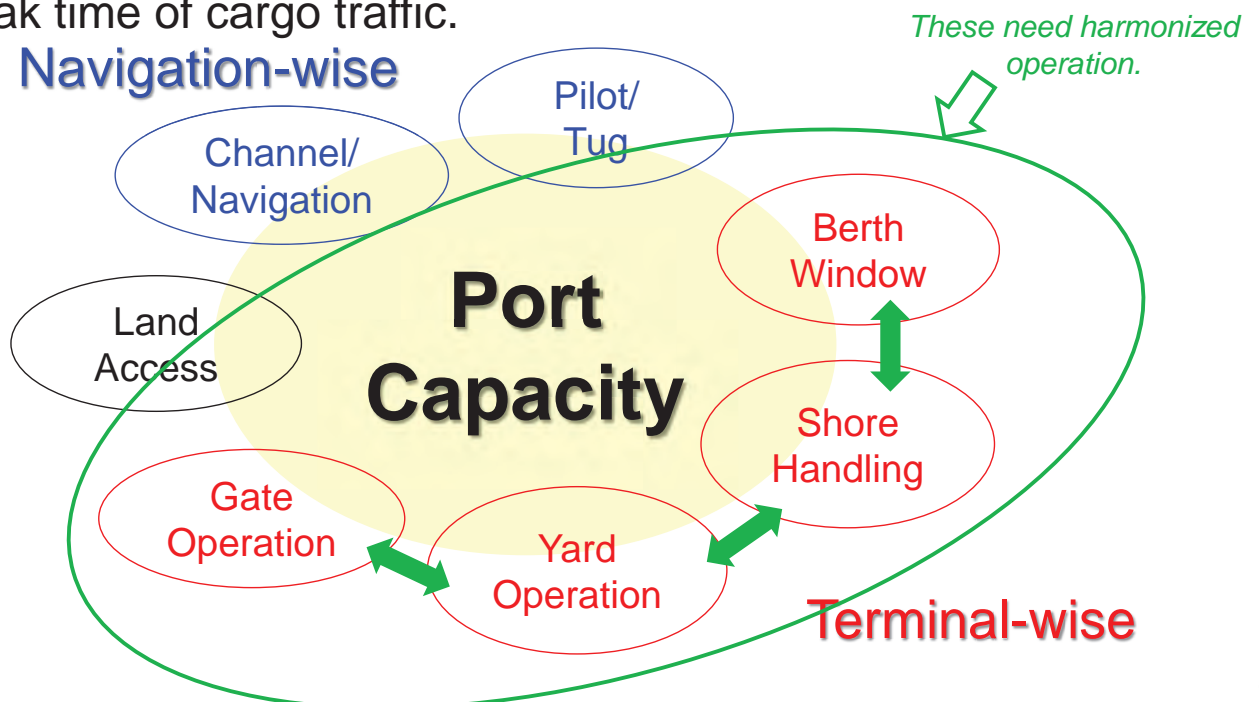 ak time of cargo traffic.
These need harmonized
operation.
Navigation-wise
Pilot/
Tug
Channel/
Navigation
Berth
Window
Port
Capacity
Land
Access
Shore
Handling
Gate
Operation
Yard
Operation
Terminal-wise